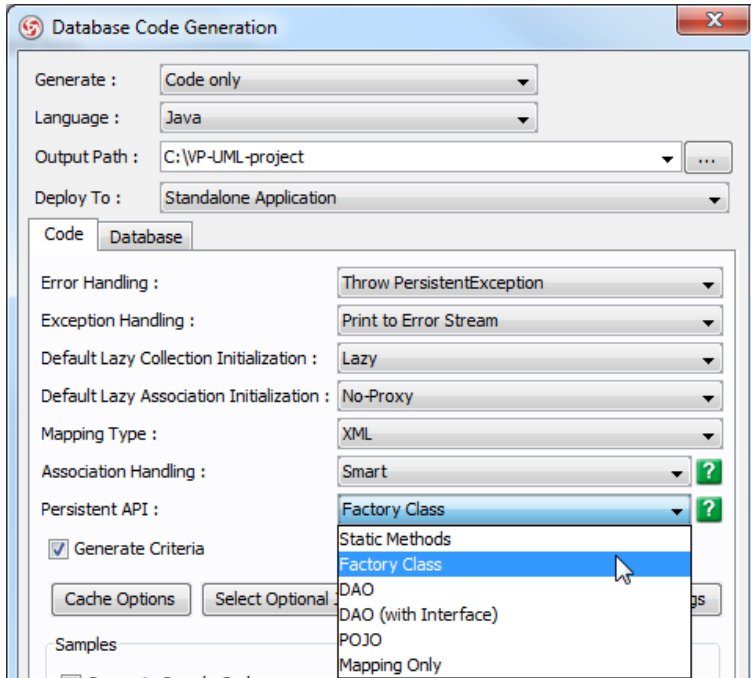 Database Code Generation
Generate : Code only
Language : Java
Output Path : C:\VP-UML-project ...
Deploy To : Standalone Application
Code Database
Error Handling : Throw PersistentException
Exception Handling : Print to Error Stream
Default Lazy Collection Initialization : Lazy
Default Lazy Association Initialization : No-Proxy
Mapping Type : XML
Association Handling : Smart ?
Persistent API : Factory Class ?
Generate Criteria
Static Methods
Factory Class
DAO
DAO (with Interface)
POJO
Mapping Only
Cache Options Select Optional
Samples